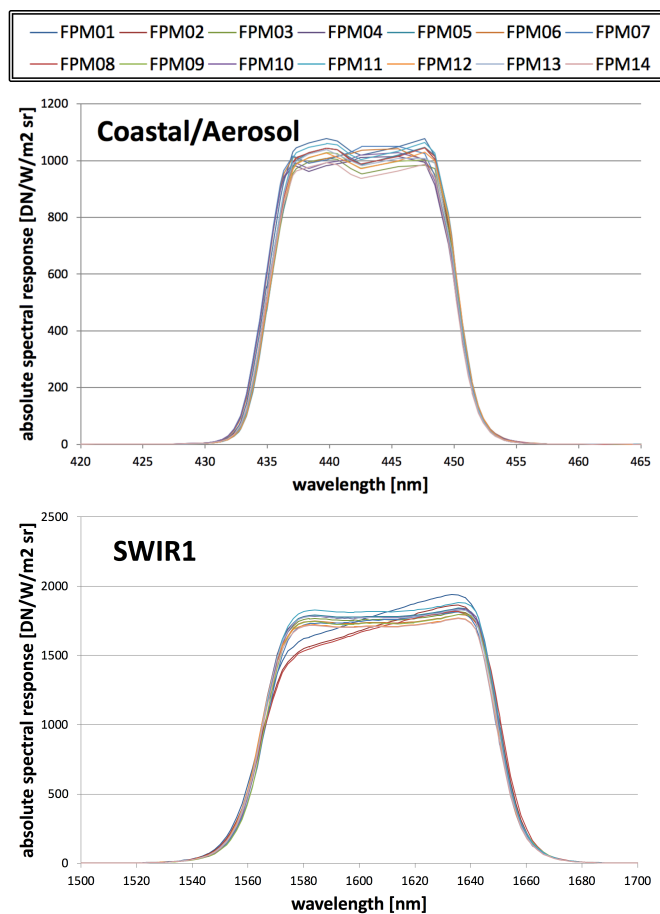 FPM01 FPM02 FPM03 FPM04 FPM05 FPM06 FPM07
FPM08 FPM09 FPM10 FPM11 FPM12 FPM13 FPM14
Coastal/Aerosol
absolute spectral response [DN/W/m2 sr]
1200
1000
800
600
400
200
0
420 425 430 435 440 445 450 455 460 465
wavelength [nm]
SWIR1
absolute spectral response [DN/W/m2 sr]
2500
2000
1500
1000
500
0
1500 1520 1540 1560 1580 1600 1620 1640 1660 1680 1700
wavelength [nm]